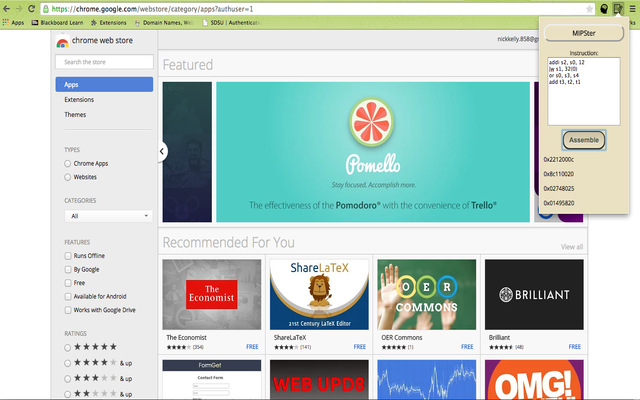 https://chrome.google.com/webstore/category/apps?authuser=1
Apps
Blackboard Learn
Extensions
Domain Names, Web
SDSU | Authenticat
chrome web store
nickkelly.858@g
Search the store
Apps
Extensions
Themes
TYPES
Chrome Apps
Websites
CATEGORIES
All
FEATURES
Runs Offline
By Google
Free
Available for Android
Works with Google Drive
RATINGS
& up
& up
& up
Featured
Pomello
Stay focused. Accomplish more.
The effectiveness of the Pomodoro® with the convenience of Trello®
Recommended For You
View all
The Economist
The Economist
(354)
FREE
ShareLaTeX
21st Century LaTeX Editor
ShareLaTeX
(141)
FREE
OER
COMMONS
OER Commons
(1)
FREE
BRILLIANT
Brilliant
(48)
FREE
FormGet
Contact Form
WEB UPD8
OMG!
MIPSter
Instruction:
addi s2, s0, 12
lw s1, 32(0)
or s0, s3, s4
add t3, t2, t1
Assemble
0x2212000c
0x8c110020
0x02748025
0x01495820